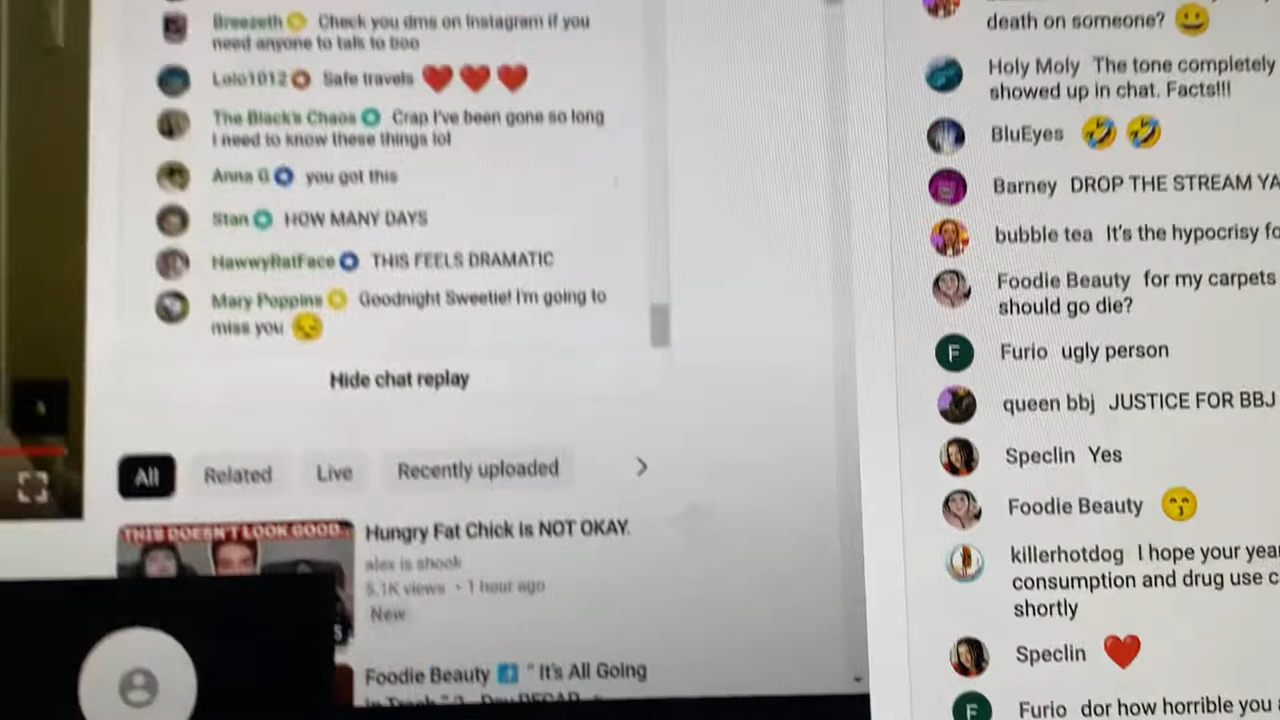 Breezeth Check you dms on Instagram if you
need anyone to talk to boo
Lolo1012 Safe travels
The Black's Chaos Crap I've been gone so long
I need to know these things lol
Anna G you got this
Stan HOW MANY DAYS
HawwyRatFace THIS FEELS DRAMATIC
Mary Poppins Goodnight Sweetie! I'm going to
miss you
Hide chat replay
All Related Live Recently uploaded
THIS DOESN'T LOOK GOOD..
Hungry Fat Chick is NOT OKAY.
alex is shook
5.1K views • 1 hour ago
New
Foodie Beauty " It's All Going
death on someone?
Holy Moly The tone completely
showed up in chat. Facts!!!
BluEyes
Barney DROP THE STREAM YA
bubble tea It's the hypocrisy fo
Foodie Beauty for my carpets
should go die?
F Furio ugly person
queen bbj JUSTICE FOR BBJ
Speclin Yes
Foodie Beauty
killerhotdog I hope your yea
consumption and drug use c
shortly
Speclin
F Furio dor how horrible you a